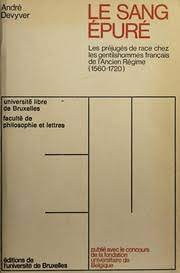 André
Devyver
LE SANG
ÉPURÉ
Les préjugés de race chez
les gentilshommes français
de l'Ancien Régime
(1560-1720)
université libre
de Bruxelles
faculté de
philosophie et lettres
éditions de
l'université de Bruxelles
publié avec le concours
de la fondation
universitaire de
Belgique